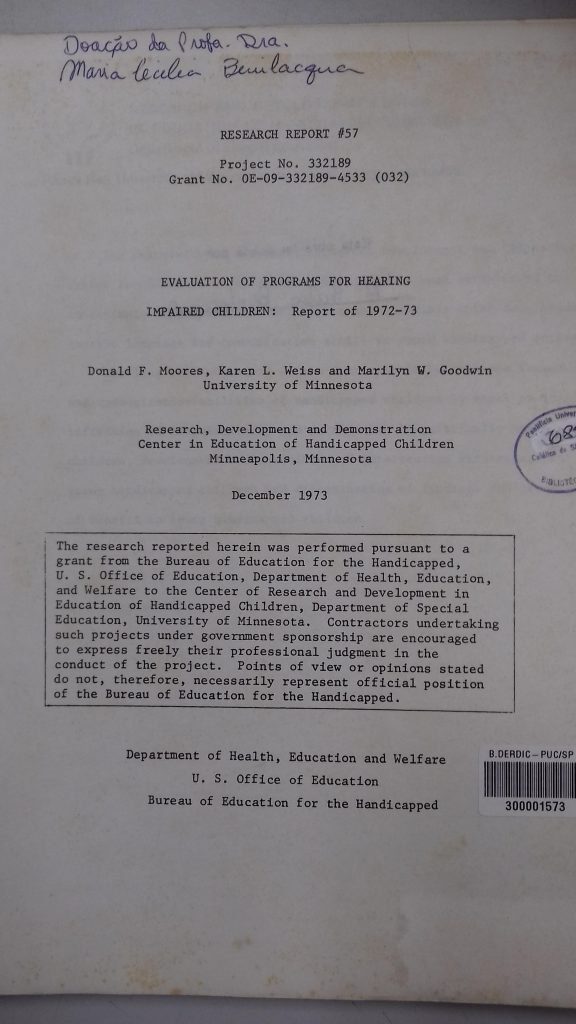 Doação da Profa. Dra.
Maria Cecilia Bevilacqua
RESEARCH REPORT #57
Project No. 332189
Grant No. OE-09-332189-4533 (032)
EVALUATION OF PROGRAMS FOR HEARING
IMPAIRED CHILDREN: Report of 1972-73
Donald F. Moores, Karen L. Weiss and Marilyn W. Goodwin
University of Minnesota
Research, Development and Demonstration
Center in Education of Handicapped Children
Minneapolis, Minnesota
December 1973
Pontifícia Univer
Católica de S
BIBLIOTE
The research reported herein was performed pursuant to a
grant from the Bureau of Education for the Handicapped,
U. S. Office of Education, Department of Health, Education,
and Welfare to the Center of Research and Development in
Education of Handicapped Children, Department of Special
Education, University of Minnesota. Contractors undertaking
such projects under government sponsorship are encouraged
to express freely their professional judgment in the
conduct of the project. Points of view or opinions stated
do not, therefore, necessarily represent official position
of the Bureau of Education for the Handicapped.
Department of Health, Education and Welfare
U. S. Office of Education
Bureau of Education for the Handicapped
B.DERDIC - PUC/SP
300001573